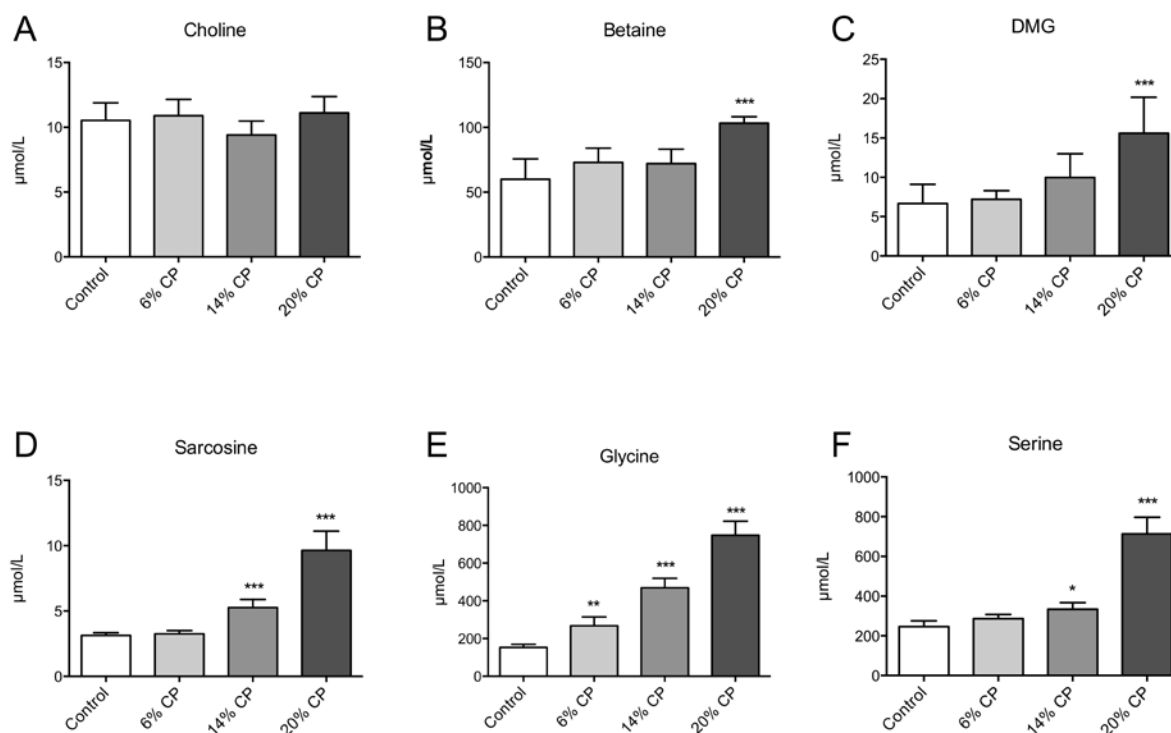 A
Choline
µmol/L
15
10
5
0
Control
6% CP
14% CP
20% CP
B
Betaine
µmol/L
150
100
50
0
***
Control
6% CP
14% CP
20% CP
C
DMG
µmol/L
25
20
15
10
5
0
***
Control
6% CP
14% CP
20% CP
D
Sarcosine
µmol/L
15
10
5
0
***
***
Control
6% CP
14% CP
20% CP
E
Glycine
µmol/L
1000
800
600
400
200
0
**
***
***
Control
6% CP
14% CP
20% CP
F
Serine
µmol/L
1000
800
600
400
200
0
*
***
Control
6% CP
14% CP
20% CP